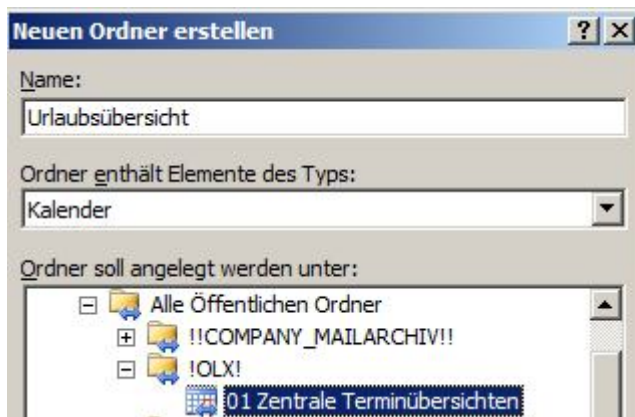 Neuen Ordner erstellen
Name:
Urlaubsübersicht
Ordner enthält Elemente des Typs:
Kalender
Ordner soll angelegt werden unter:
Alle Öffentlichen Ordner
!!COMPANY_MAILARCHIV!!
!OLX!
01 Zentrale Terminübersichten